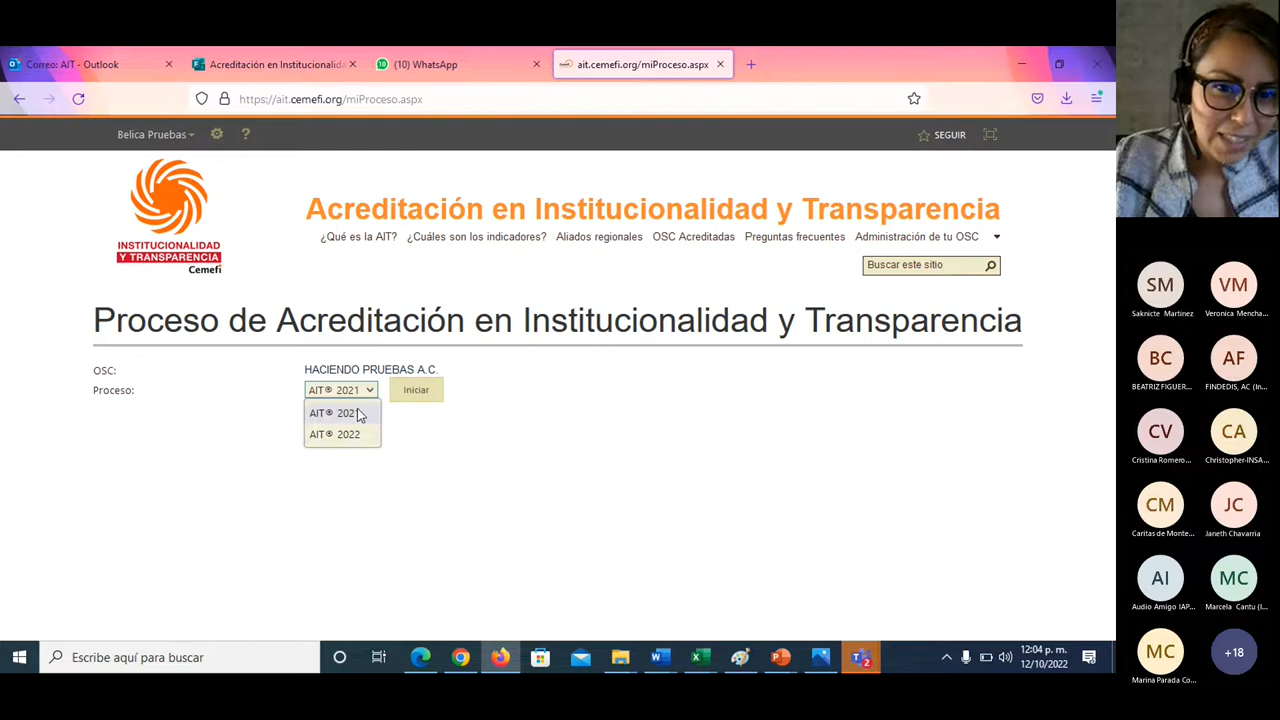 Correo: AIT - Outlook
Acreditación en Institucionalida
(10) WhatsApp
ait.cemefi.org/miProceso.aspx
https://ait.cemefi.org/miProceso.aspx
Belica Pruebas
SEGUIR
INSTITUCIONALIDAD
Y TRANSPARENCIA
Cemefi
Acreditación en Institucionalidad y Transparencia
¿Qué es la AIT? ¿Cuáles son los indicadores? Aliados regionales OSC Acreditadas Preguntas frecuentes Administración de tu OSC
Buscar este sitio
Proceso de Acreditación en Institucionalidad y Transparencia
OSC: HACIENDO PRUEBAS A.C.
Proceso: AIT® 2021 Iniciar
AIT® 2021
AIT® 2022
SM VM
Saknicte Martinez Veronica Mencha...
BC AF
BEATRIZ FIGUER... FINDEDIS, AC (In...
CV CA
Cristina Romero... Christopher-INSA...
CM JC
Caritas de Monte... Janeth Chavarria
AI MC
Audio Amigo IAP... Marcela Cantu (I...
MC +18
Marina Parada Co...
Escribe aquí para buscar
2
12:04 p. m.
12/10/2022